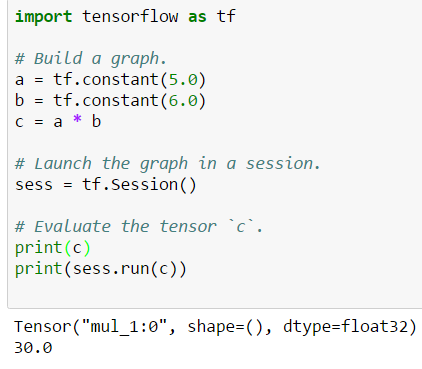 import tensorflow as tf
# Build a graph.
a = tf.constant(5.0)
b = tf.constant(6.0)
c = a * b
# Launch the graph in a session.
sess = tf.Session()
# Evaluate the tensor `c`.
print(c)
print(sess.run(c))
Tensor("mul_1:0", shape=(), dtype=float32)
30.0